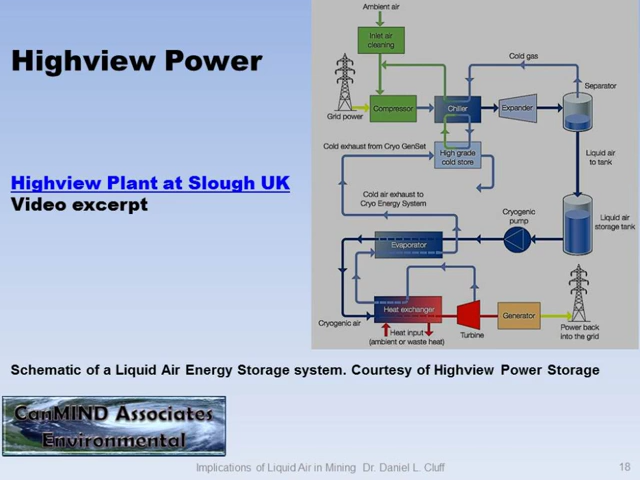 Highview Power
Highview Plant at Slough UK
Video excerpt
Ambient air
Inlet air
cleaning
Cold gas
Separator
Grid power
Compressor
Chiller
Expander
Cold exhaust from Cryo GenSet
High grade
cold store
Liquid air
to tank
Cold air exhaust to
Cryo Energy System
Cryogenic
pump
Liquid air
storage tank
Evaporator
Heat exchanger
Generator
Cryogenic air
Heat input
(ambient or waste heat)
Turbine
Power back
into the grid
Schematic of a Liquid Air Energy Storage system. Courtesy of Highview Power Storage
CanMIND Associates
Environmental
Implications of Liquid Air in Mining Dr. Daniel L. Cluff
18